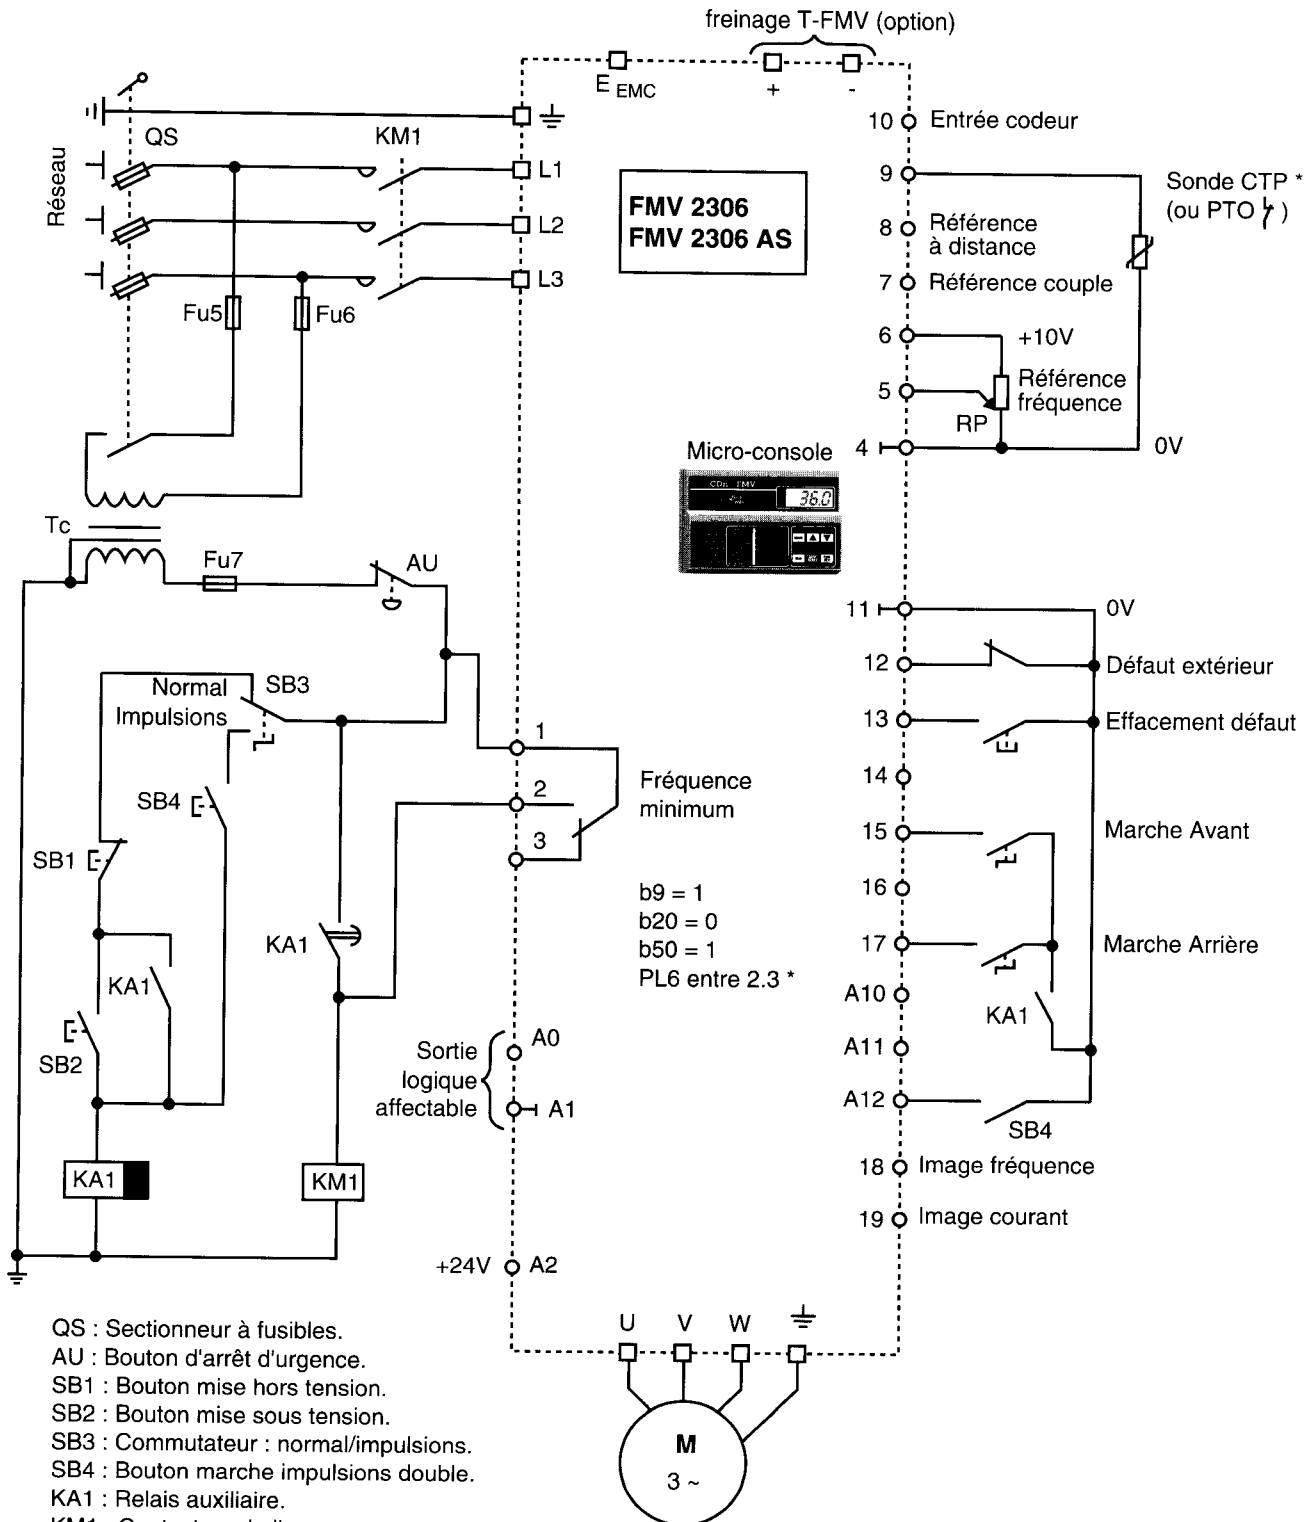 freinage T-FMV (option)
E EMC
+ -
QS
KM1
Réseau
L1
L2
L3
Fu5
Fu6
FMV 2306
FMV 2306 AS
10 Entrée codeur
9
Sonde CTP *
(ou PTO )
8 Référence
à distance
7 Référence couple
6 +10V
5 Référence
fréquence
RP
4 0V
Micro-console
CDn FMV
36.0
Tc
Fu7
AU
Normal
Impulsions
SB3
SB4
SB1
KA1
SB2
KA1
KA1
KM1
1
2
3
Fréquence
minimum
b9 = 1
b20 = 0
b50 = 1
PL6 entre 2.3 *
Sortie
logique
affectable
A0
A1
+24V A2
11 0V
12 Défaut extérieur
13 Effacement défaut
14
15 Marche Avant
16
17 Marche Arrière
A10
KA1
A11
A12
SB4
18 Image fréquence
19 Image courant
U V W
M
3 ~
QS : Sectionneur à fusibles.
AU : Bouton d'arrêt d'urgence.
SB1 : Bouton mise hors tension.
SB2 : Bouton mise sous tension.
SB3 : Commutateur : normal/impulsions.
SB4 : Bouton marche impulsions double.
KA1 : Relais auxiliaire.